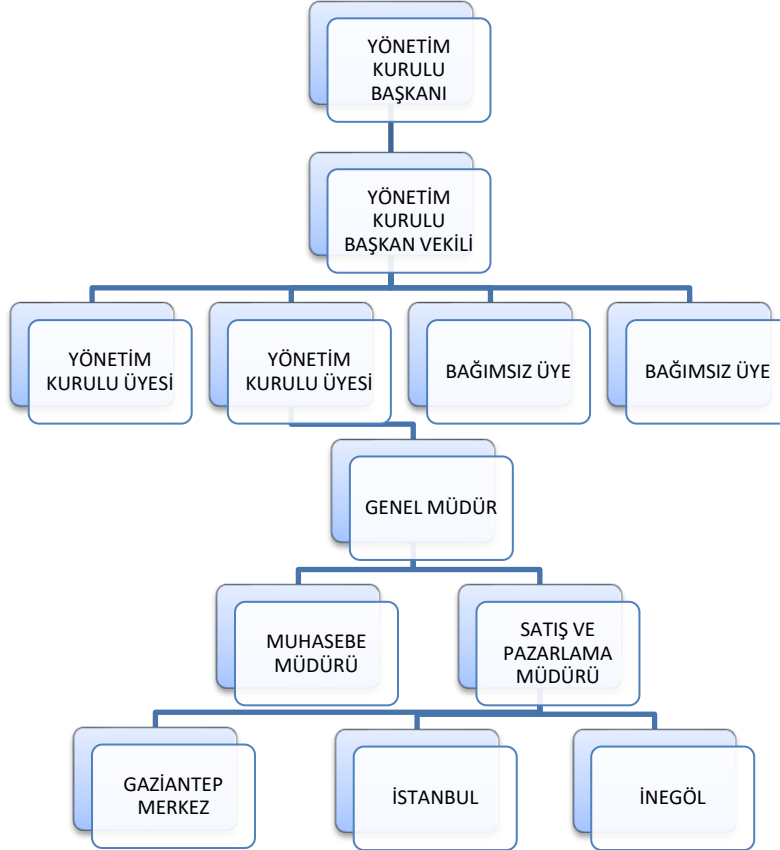 YÖNETİM
KURULU
BAŞKANI
YÖNETİM
KURULU
BAŞKAN VEKİLİ
YÖNETİM
KURULU ÜYESİ
YÖNETİM
KURULU ÜYESİ
BAĞIMSIZ ÜYE
BAĞIMSIZ ÜYE
GENEL MÜDÜR
MUHASEBE
MÜDÜRÜ
SATIŞ VE
PAZARLAMA
MÜDÜRÜ
GAZİANTEP
MERKEZ
İSTANBUL
İNEGÖL